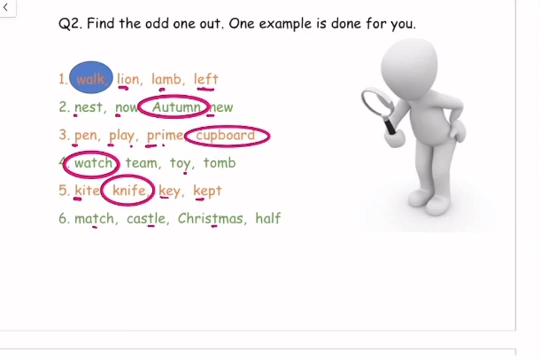 Q2. Find the odd one out. One example is done for you.
1. walk, lion, lamb, left
2. nest, now, Autumn, new
3. pen, play, prime, cupboard
4. watch, team, toy, tomb
5. kite, knife, key, kept
6. match, castle, Christmas, half